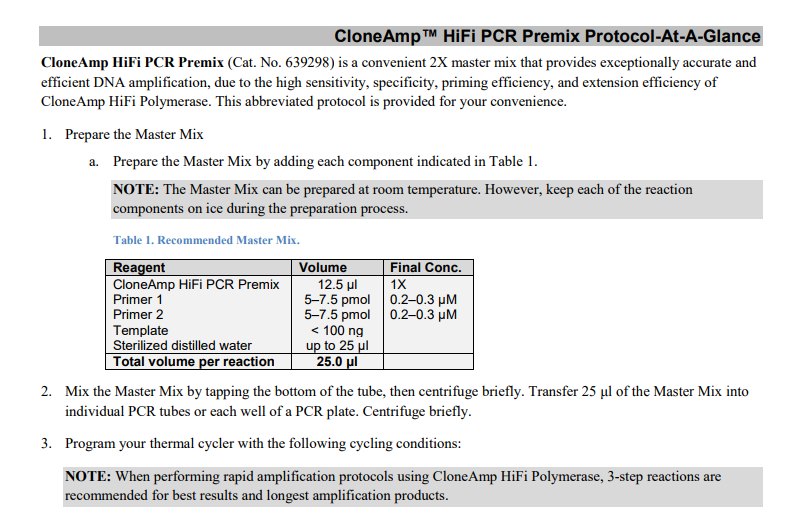 CloneAmp™ HiFi PCR Premix Protocol-At-A-Glance
CloneAmp HiFi PCR Premix (Cat. No. 639298) is a convenient 2X master mix that provides exceptionally accurate and
efficient DNA amplification, due to the high sensitivity, specificity, priming efficiency, and extension efficiency of
CloneAmp HiFi Polymerase. This abbreviated protocol is provided for your convenience.
1. Prepare the Master Mix
a. Prepare the Master Mix by adding each component indicated in Table 1.
NOTE: The Master Mix can be prepared at room temperature. However, keep each of the reaction
components on ice during the preparation process.
Table 1. Recommended Master Mix.
Reagent Volume Final Conc.
CloneAmp HiFi PCR Premix 12.5 µl 1X
Primer 1 5–7.5 pmol 0.2–0.3 µM
Primer 2 5–7.5 pmol 0.2–0.3 µM
Template < 100 ng
Sterilized distilled water up to 25 µl
Total volume per reaction 25.0 µl
2. Mix the Master Mix by tapping the bottom of the tube, then centrifuge briefly. Transfer 25 µl of the Master Mix into
individual PCR tubes or each well of a PCR plate. Centrifuge briefly.
3. Program your thermal cycler with the following cycling conditions:
NOTE: When performing rapid amplification protocols using CloneAmp HiFi Polymerase, 3-step reactions are
recommended for best results and longest amplification products.